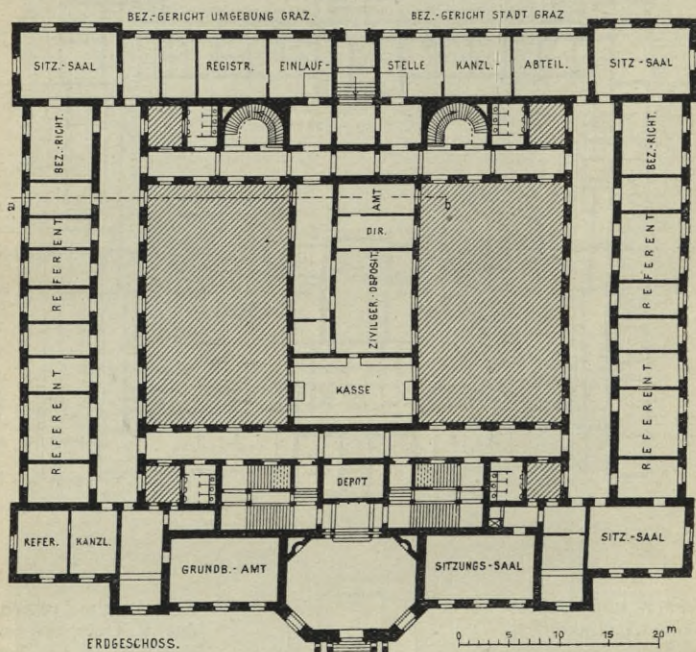 BEZ.-GERICHT UMGEBUNG GRAZ.
BEZ.-GERICHT STADT GRAZ
SITZ.-SAAL
REGISTR.
EINLAUF-
STELLE
KANZL.-
ABTEIL.
SITZ-SAAL
BEZ.-RICHT.
BEZ.-RICHT.
AMT
DIR.
ZIVILGER.-DEPOSIT.
REFERENT
REFERENT
KASSE
REFERENT
REFERENT
DEPOT
REFER.
KANZL.
GRUNDB.-AMT
SITZUNGS-SAAL
SITZ.-SAAL
ERDGESCHOSS.
0 5 10 15 20 m